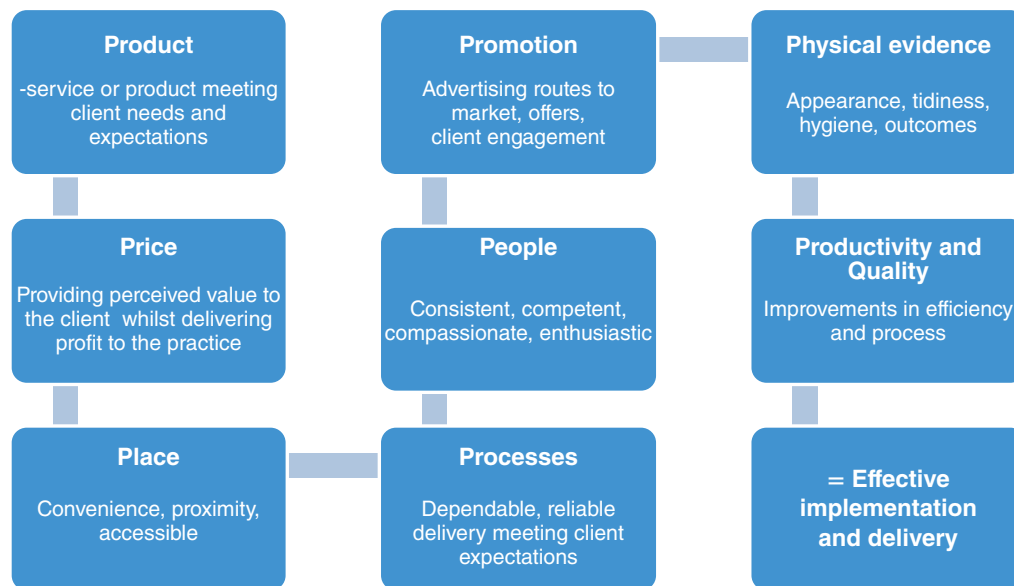 Product
-service or product meeting
client needs and
expectations
Price
Providing perceived value to
the client whilst delivering
profit to the practice
Place
Convenience, proximity,
accessible
Processes
Dependable, reliable
delivery meeting client
expectations
People
Consistent, competent,
compassionate, enthusiastic
Promotion
Advertising routes to
market, offers,
client engagement
Physical evidence
Appearance, tidiness,
hygiene, outcomes
Productivity and
Quality
Improvements in efficiency
and process
= Effective
implementation
and delivery